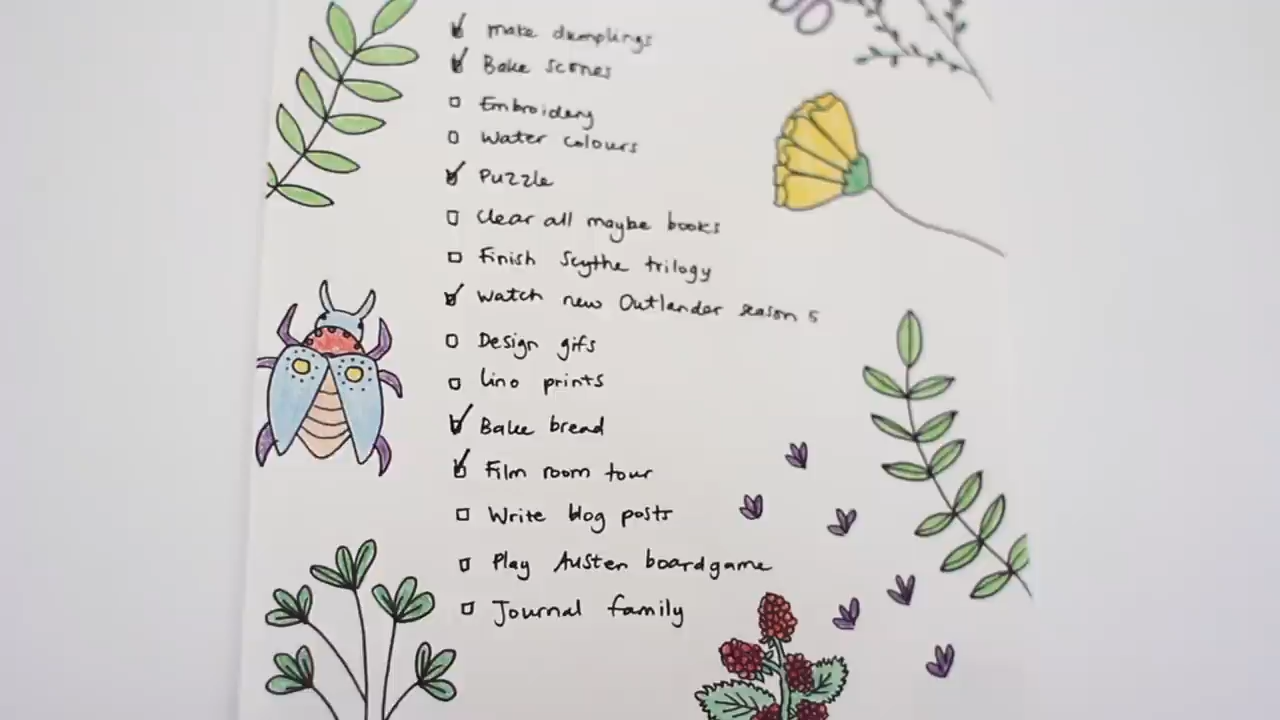 make dumplings
Bake scones
Embroidery
Water colours
Puzzle
Clear all maybe books
Finish Scythe trilogy
Watch new Outlander season 5
Design gifs
Lino prints
Bake bread
Film room tour
Write blog posts
Play Austen boardgame
Journal family